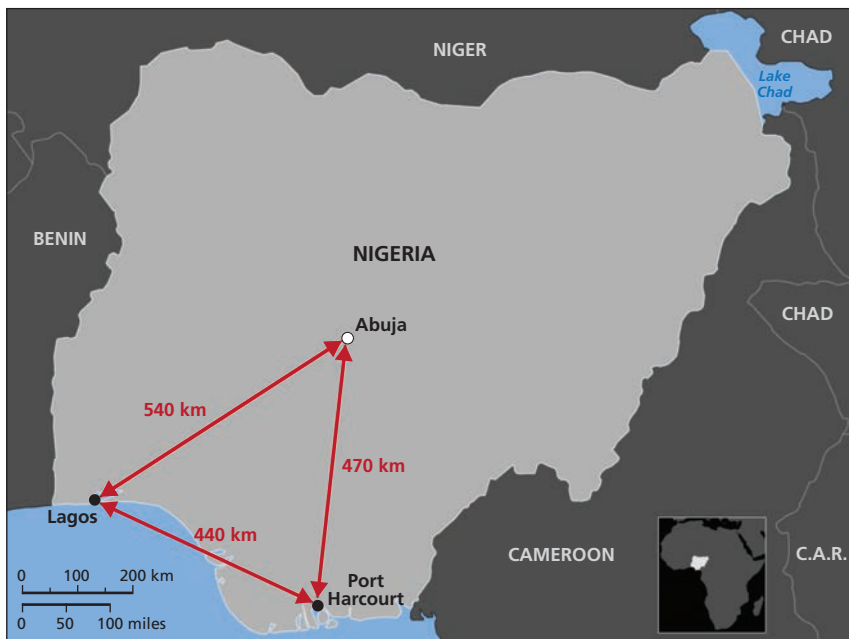 NIGER
CHAD
Lake
Chad
BENIN
NIGERIA
Abuja
CHAD
540 km
470 km
Lagos
440 km
CAMEROON
C.A.R.
Port
Harcourt
0 100 200 km
0 50 100 miles